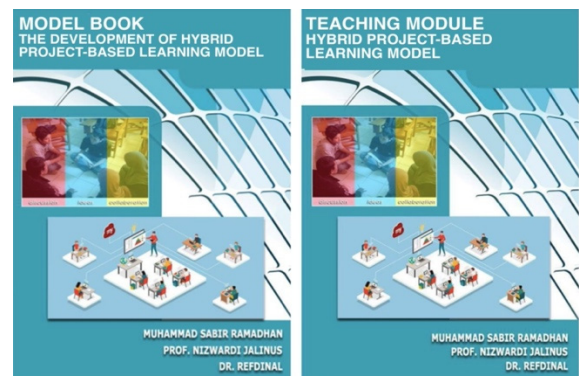 MODEL BOOK
THE DEVELOPMENT OF HYBRID
PROJECT-BASED LEARNING MODEL
MUHAMMAD SABIR RAMADHAN
PROF. NIZWARDI JALINUS
DR. REFDINAL
TEACHING MODULE
HYBRID PROJECT-BASED
LEARNING MODEL
MUHAMMAD SABIR RAMADHAN
PROF. NIZWARDI JALINUS
DR. REFDINAL